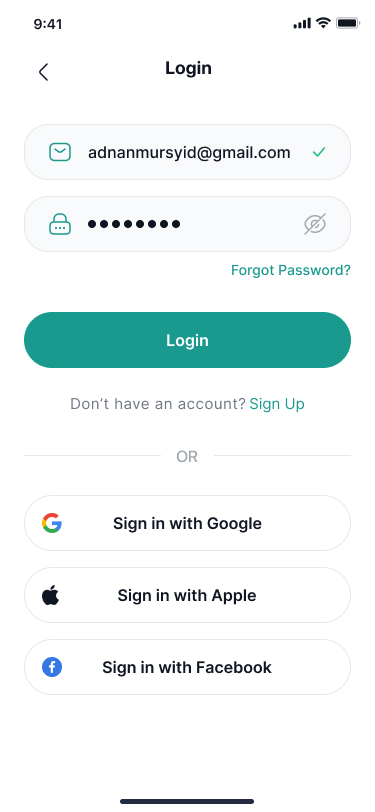 9:41
Login
adnanmursyid@gmail.com
Forgot Password?
Login
Don't have an account? Sign Up
OR
Sign in with Google
Sign in with Apple
Sign in with Facebook